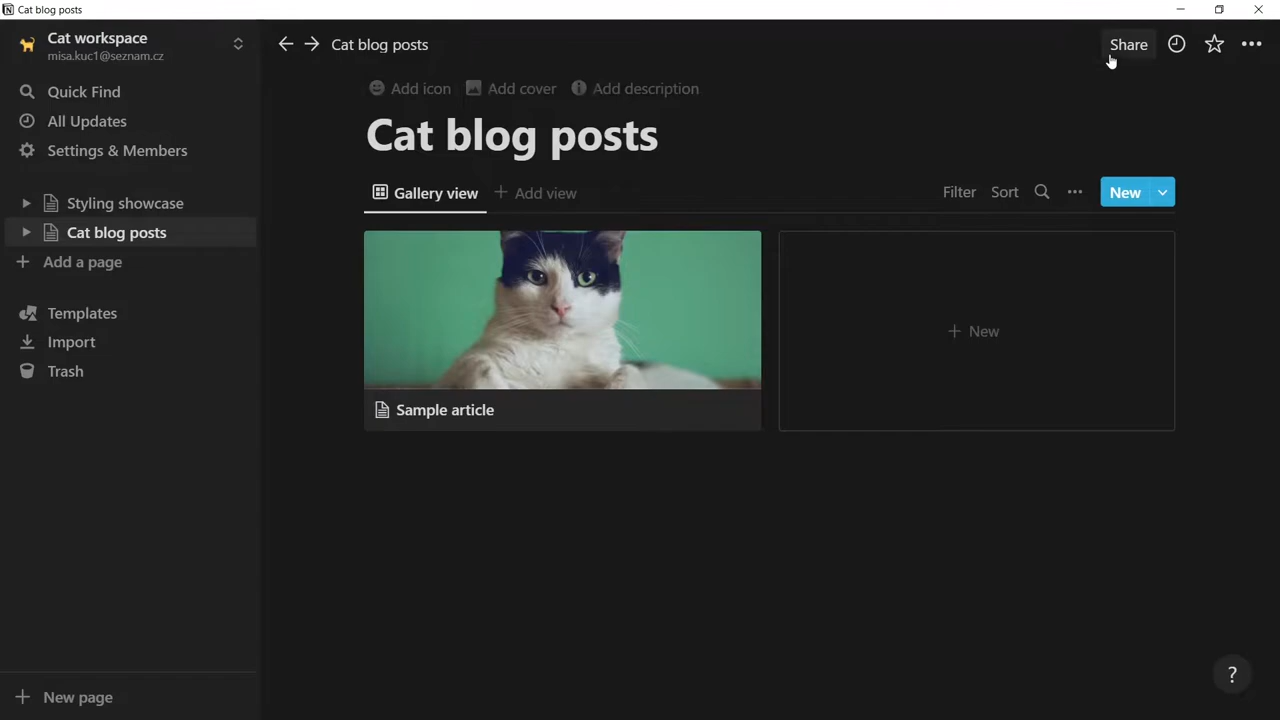 Cat blog posts
Cat workspace
misa.kuc1@seznam.cz
Quick Find
All Updates
Settings & Members
Styling showcase
Cat blog posts
Add a page
Templates
Import
Trash
New page
Cat blog posts
Share
Add icon Add cover Add description
Cat blog posts
Gallery view + Add view
Filter Sort New
Sample article
+ New
?